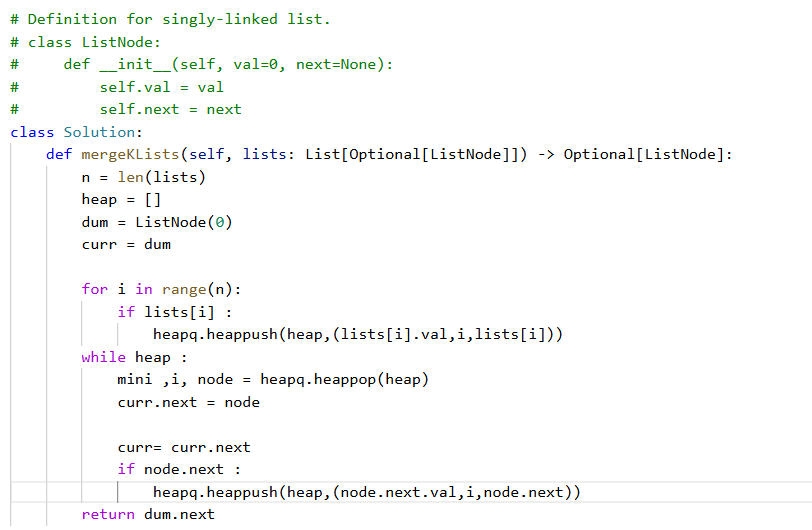 # Definition for singly-linked list.
# class ListNode:
#     def __init__(self, val=0, next=None):
#         self.val = val
#         self.next = next
class Solution:
    def mergeKLists(self, lists: List[Optional[ListNode]]) -> Optional[ListNode]:
        n = len(lists)
        heap = []
        dum = ListNode(0)
        curr = dum
        for i in range(n):
            if lists[i] :
                heapq.heappush(heap,(lists[i].val,i,lists[i]))
        while heap :
            mini ,i, node = heapq.heappop(heap)
            curr.next = node
            curr= curr.next
            if node.next :
                heapq.heappush(heap,(node.next.val,i,node.next))
        return dum.next